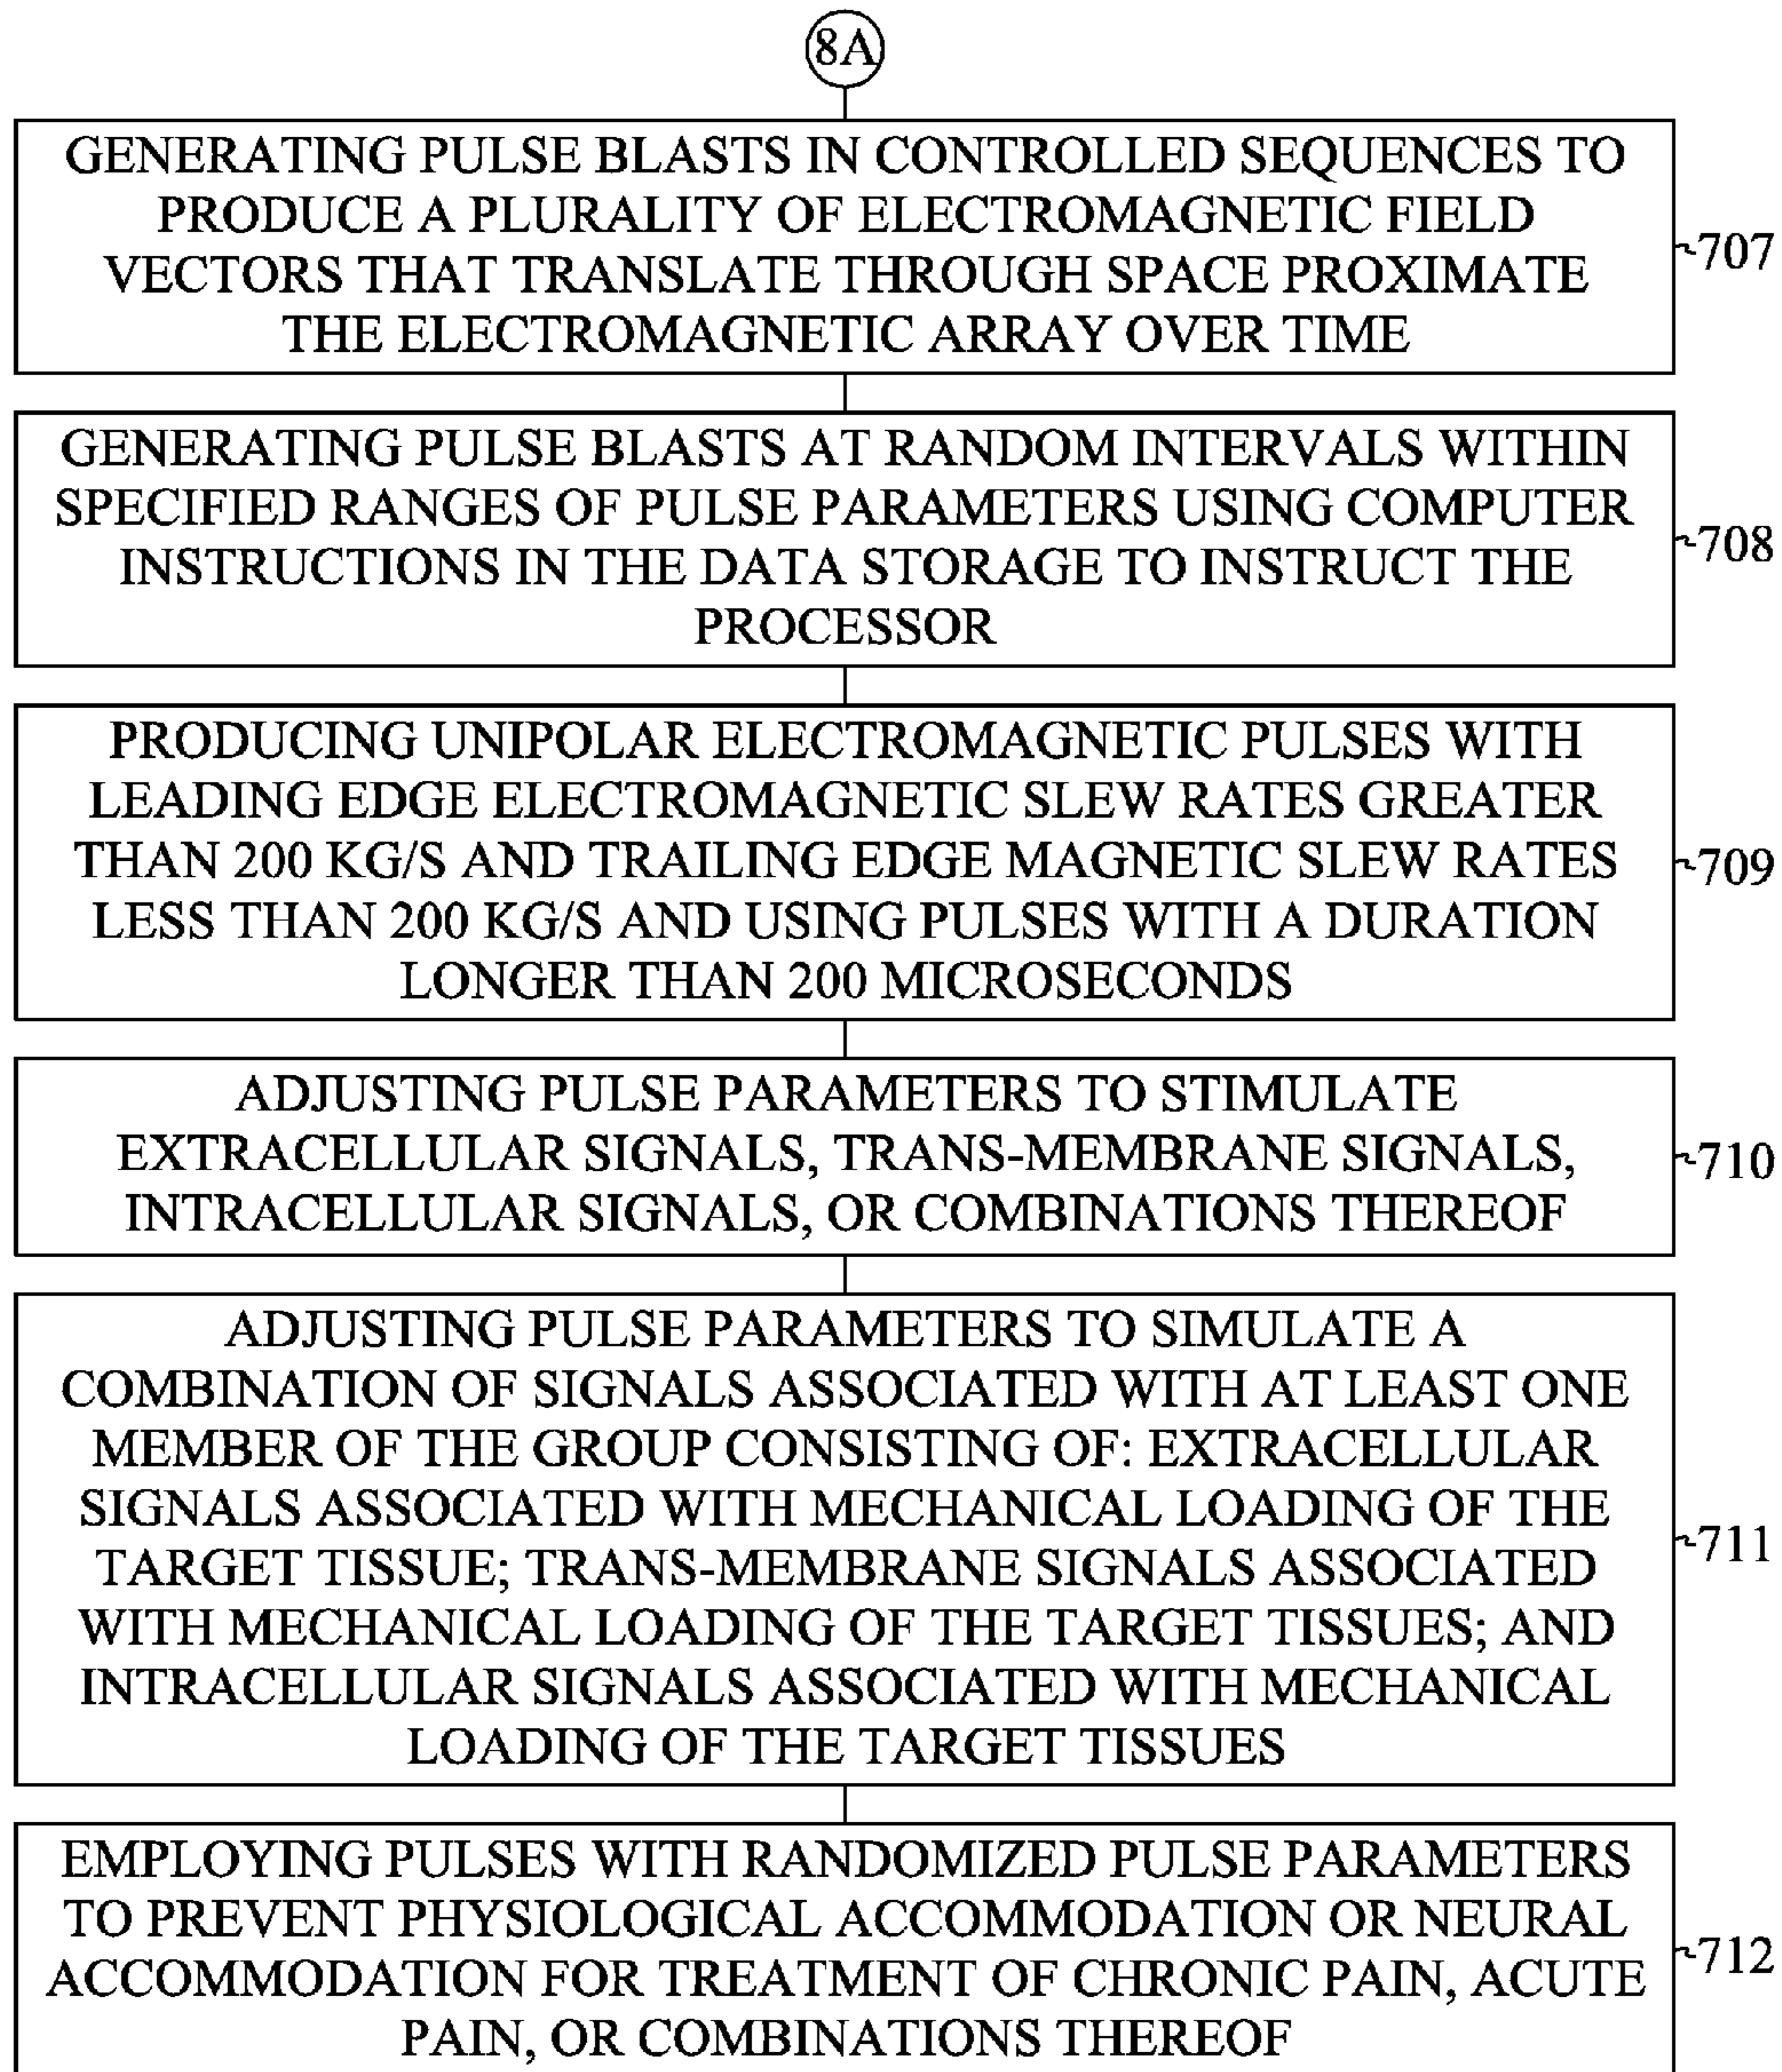 8A
GENERATING PULSE BLASTS IN CONTROLLED SEQUENCES TO
PRODUCE A PLURALITY OF ELECTROMAGNETIC FIELD
VECTORS THAT TRANSLATE THROUGH SPACE PROXIMATE
THE ELECTROMAGNETIC ARRAY OVER TIME
707
GENERATING PULSE BLASTS AT RANDOM INTERVALS WITHIN
SPECIFIED RANGES OF PULSE PARAMETERS USING COMPUTER
INSTRUCTIONS IN THE DATA STORAGE TO INSTRUCT THE
PROCESSOR
708
PRODUCING UNIPOLAR ELECTROMAGNETIC PULSES WITH
LEADING EDGE ELECTROMAGNETIC SLEW RATES GREATER
THAN 200 KG/S AND TRAILING EDGE MAGNETIC SLEW RATES
LESS THAN 200 KG/S AND USING PULSES WITH A DURATION
LONGER THAN 200 MICROSECONDS
709
ADJUSTING PULSE PARAMETERS TO STIMULATE
EXTRACELLULAR SIGNALS, TRANS-MEMBRANE SIGNALS,
INTRACELLULAR SIGNALS, OR COMBINATIONS THEREOF
710
ADJUSTING PULSE PARAMETERS TO SIMULATE A
COMBINATION OF SIGNALS ASSOCIATED WITH AT LEAST ONE
MEMBER OF THE GROUP CONSISTING OF: EXTRACELLULAR
SIGNALS ASSOCIATED WITH MECHANICAL LOADING OF THE
TARGET TISSUE; TRANS-MEMBRANE SIGNALS ASSOCIATED
WITH MECHANICAL LOADING OF THE TARGET TISSUES; AND
INTRACELLULAR SIGNALS ASSOCIATED WITH MECHANICAL
LOADING OF THE TARGET TISSUES
711
EMPLOYING PULSES WITH RANDOMIZED PULSE PARAMETERS
TO PREVENT PHYSIOLOGICAL ACCOMMODATION OR NEURAL
ACCOMMODATION FOR TREATMENT OF CHRONIC PAIN, ACUTE
PAIN, OR COMBINATIONS THEREOF
712